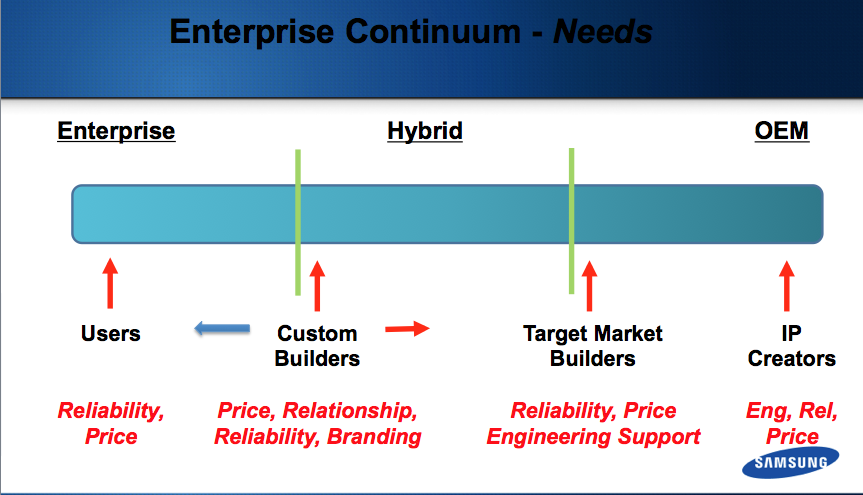 Enterprise Continuum - Needs
Enterprise
Hybrid
OEM
Users
Custom
Builders
Target Market
Builders
IP
Creators
Reliability,
Price
Price, Relationship,
Reliability, Branding
Reliability, Price
Engineering Support
Eng, Rel,
Price
SAMSUNG